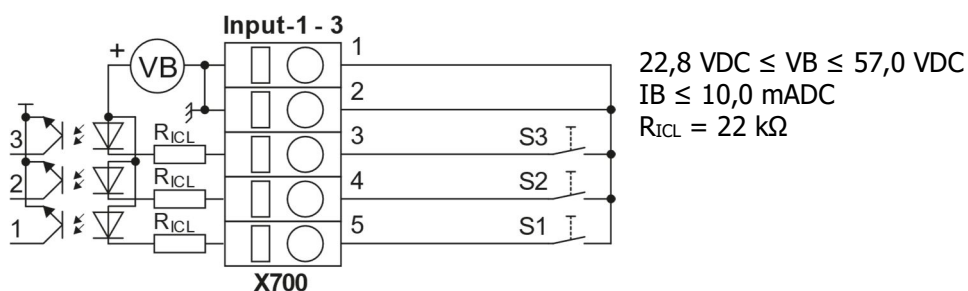 Input-1 - 3
+
VB
1
2
3
4
5
3
2
1
RICL
RICL
RICL
S3
S2
S1
X700
22,8 VDC ≤ VB ≤ 57,0 VDC
IB ≤ 10,0 mADC
RICL = 22 kΩ